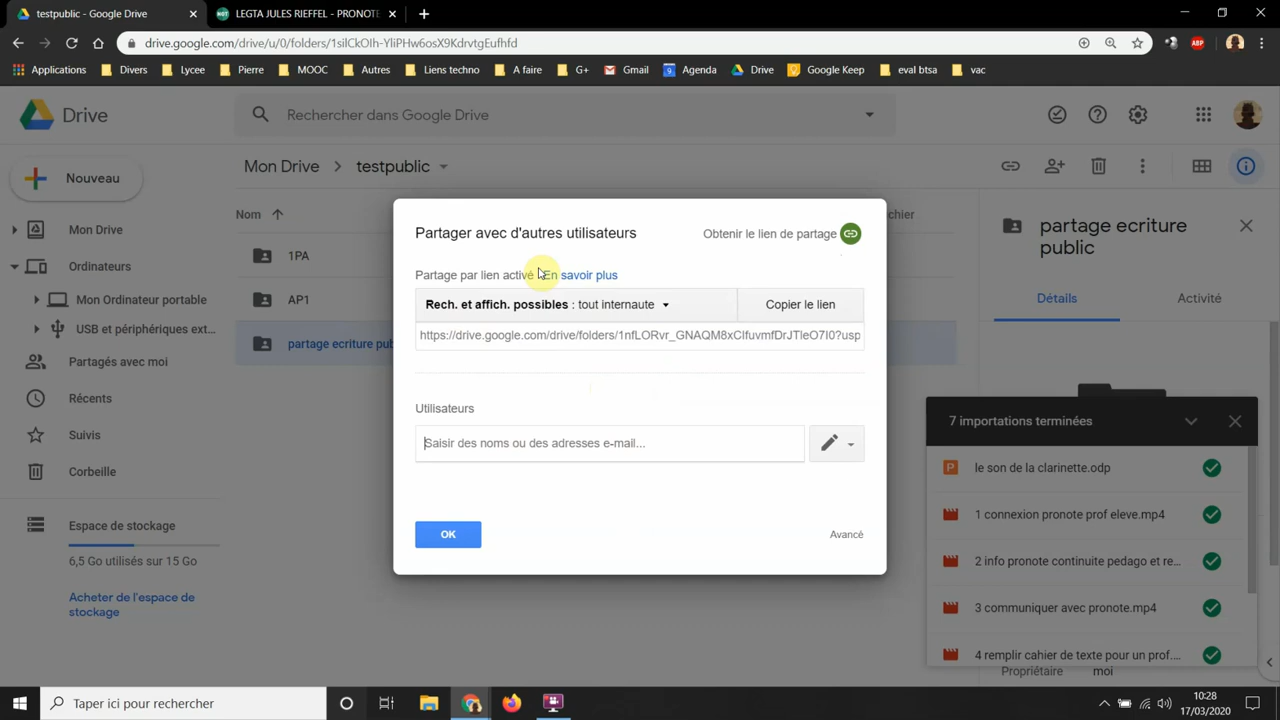 testpublic - Google Drive
LEGTA JULES RIEFFEL - PRONOTE
drive.google.com/drive/u/0/folders/1silCkOIh-YliPHw6osX9KdrvtgEufhfd
Applications Divers Lycee Pierre MOOC Autres Liens techno A faire G+ Gmail 9 Agenda Drive Google Keep eval btsa vac
Drive
Rechercher dans Google Drive
Nouveau
Mon Drive
Ordinateurs
Mon Ordinateur portable
USB et périphériques ext...
Partagés avec moi
Récents
Suivis
Corbeille
Espace de stockage
6,5 Go utilisés sur 15 Go
Acheter de l'espace de
stockage
Mon Drive > testpublic
Nom
1PA
AP1
partage ecriture pub
Partager avec d'autres utilisateurs
Obtenir le lien de partage
Partage par lien activé En savoir plus
Rech. et affich. possibles : tout internaute
Copier le lien
https://drive.google.com/drive/folders/1nfLORvr_GNAQM8xCIfuvmfDrJTleO7I0?usp
Utilisateurs
Saisir des noms ou des adresses e-mail...
OK
Avancé
chier
partage ecriture
public
Détails
Activité
7 importations terminées
P le son de la clarinette.odp
1 connexion pronote prof eleve.mp4
2 info pronote continuite pedago et re...
3 communiquer avec pronote.mp4
4 remplir cahier de texte pour un prof...
Propriétaire moi
Taper ici pour rechercher
10:28
17/03/2020